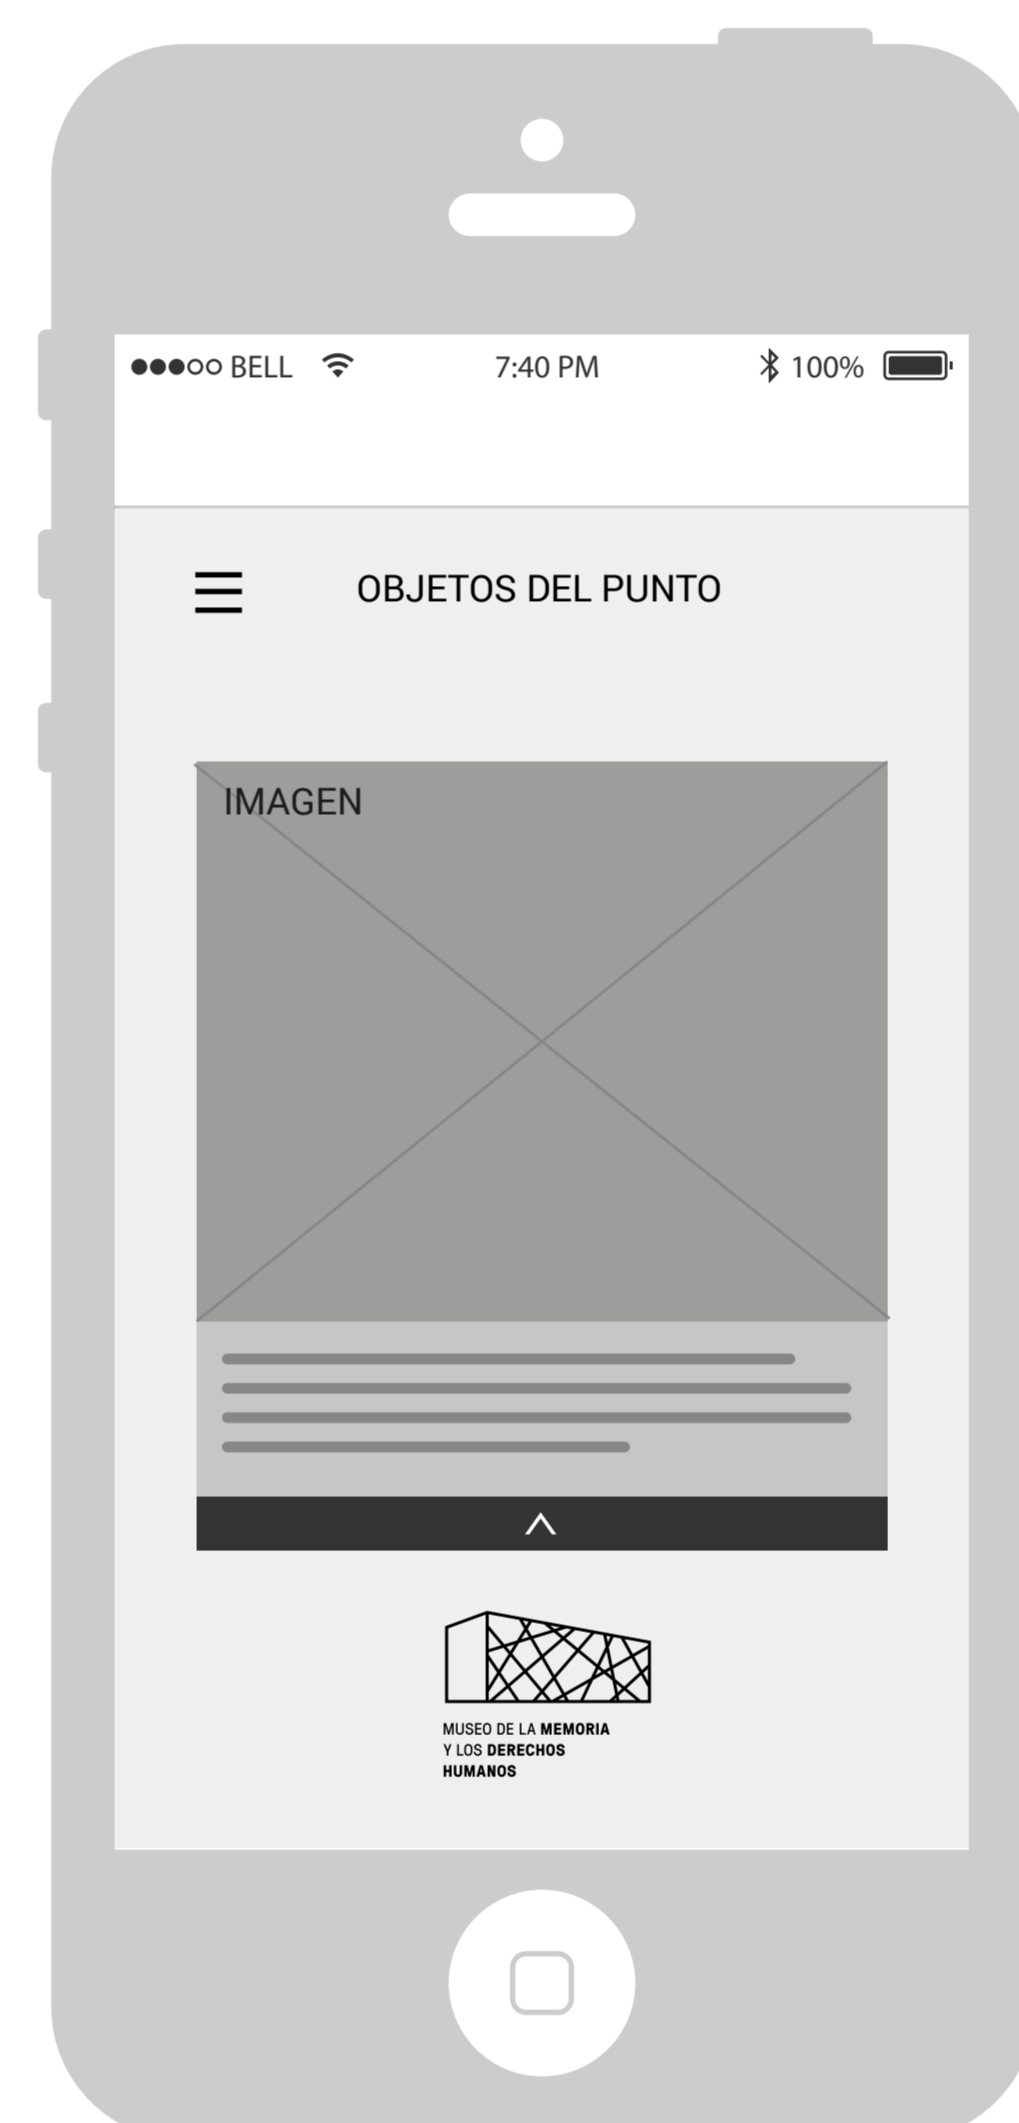 BELL 7:40 PM 100%
OBJETOS DEL PUNTO
IMAGEN
MUSEO DE LA MEMORIA
Y LOS DERECHOS
HUMANOS